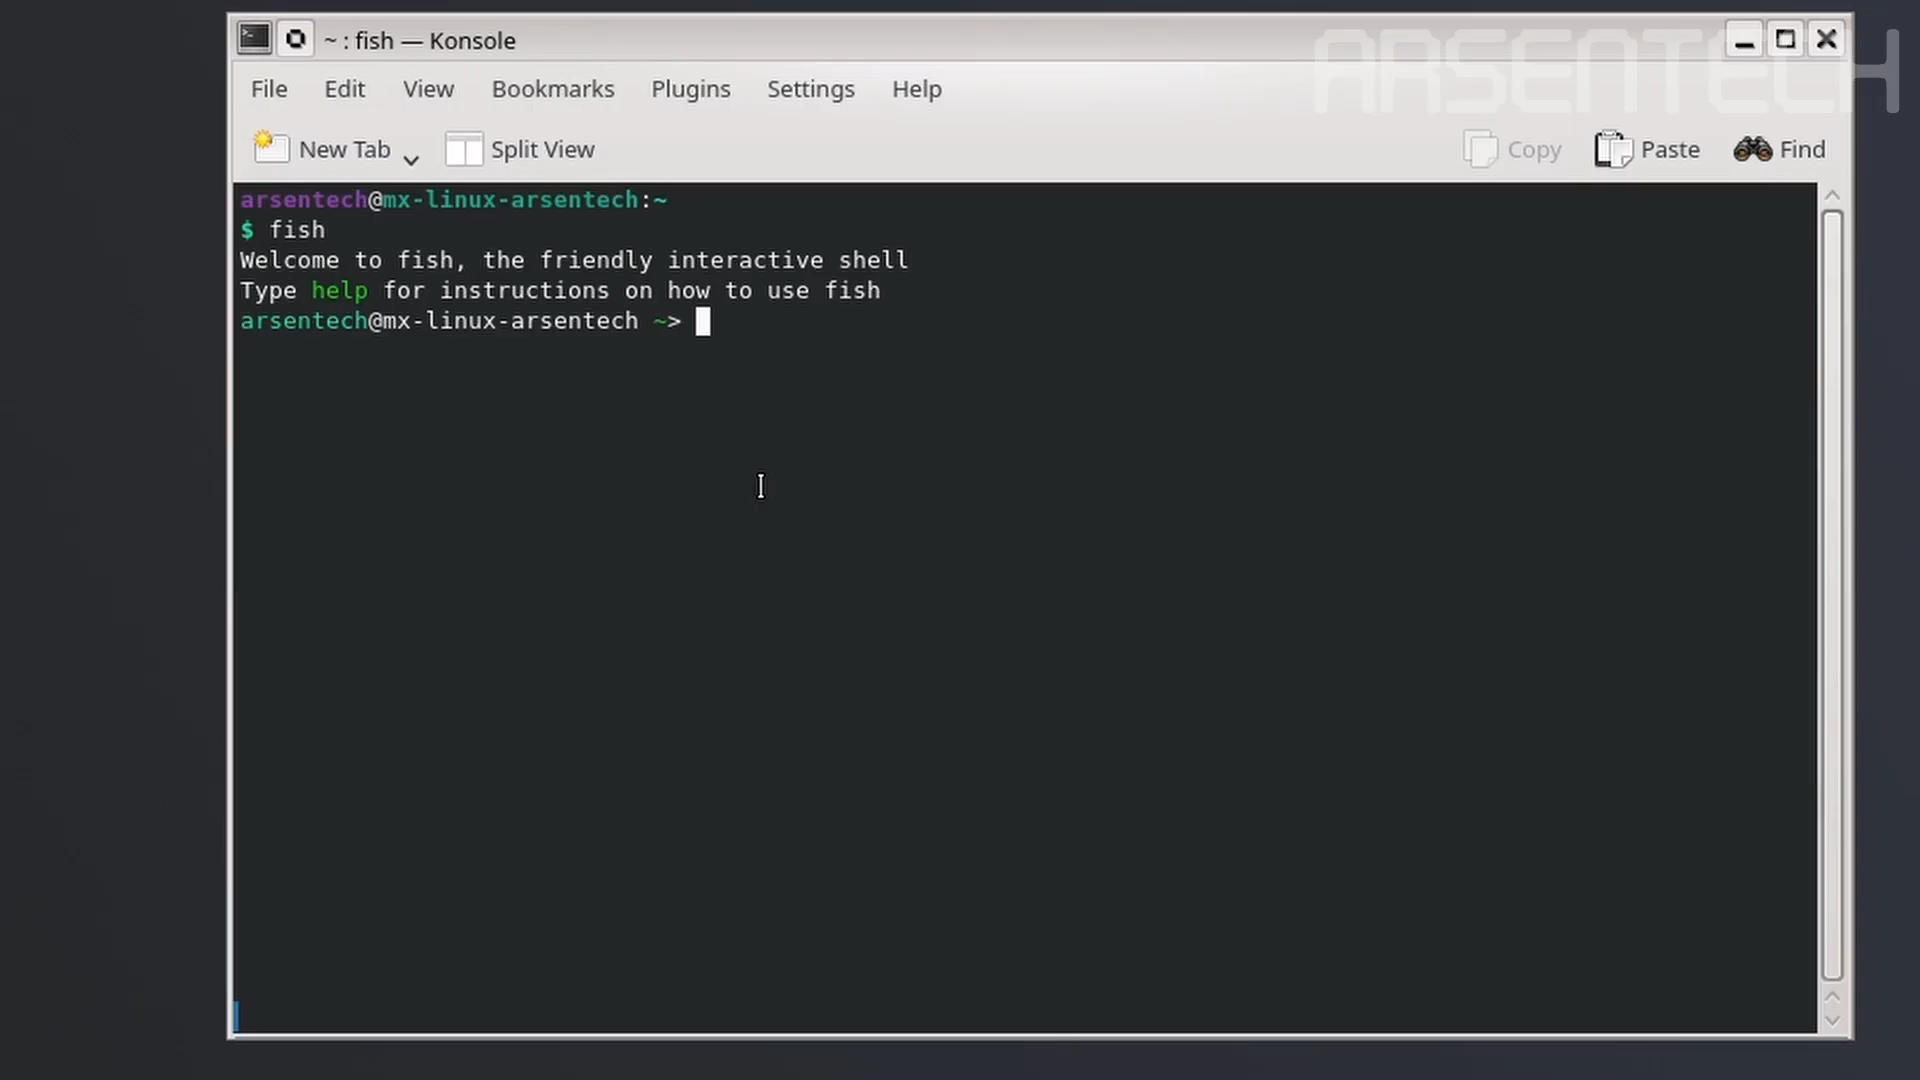 ARSENTECH
~ : fish — Konsole
File Edit View Bookmarks Plugins Settings Help
New Tab Split View Copy Paste Find
arsentech@mx-linux-arsentech:~
$ fish
Welcome to fish, the friendly interactive shell
Type help for instructions on how to use fish
arsentech@mx-linux-arsentech ~>